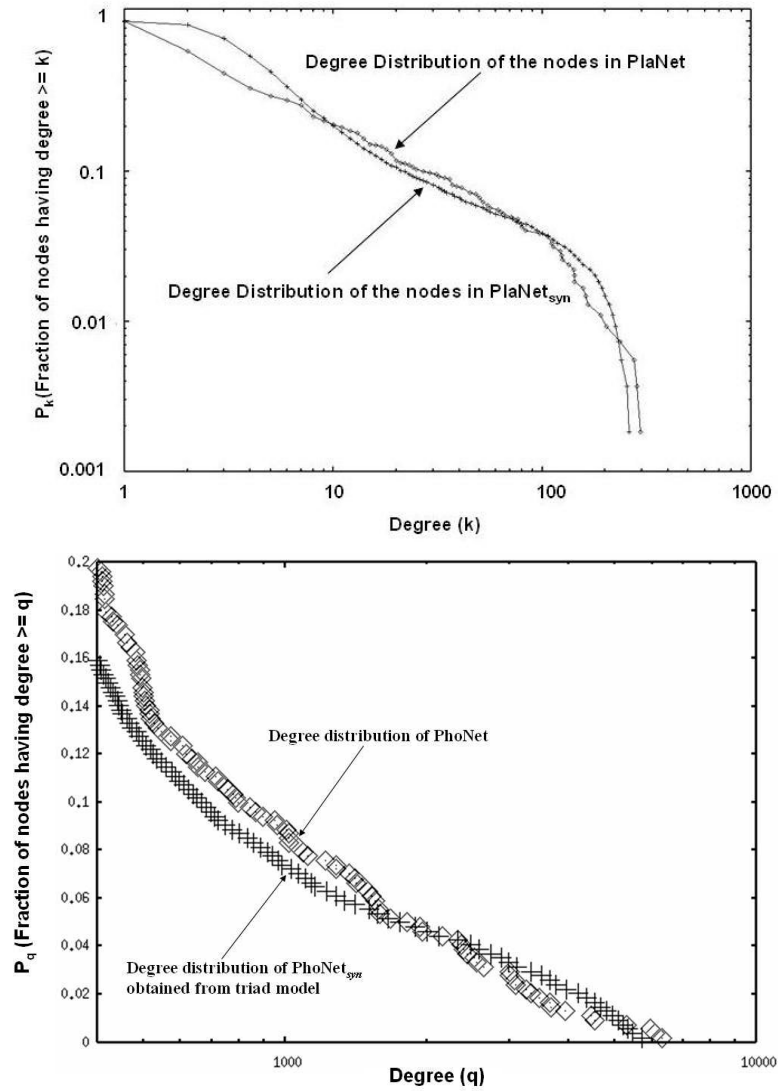 1
Degree Distribution of the nodes in PlaNet
0.1
Degree Distribution of the nodes in PlaNetsyn
0.01
0.001
1
10
100
1000
Pk(Fraction of nodes having degree >= k)
Degree (k)
0.2
0.18
0.16
0.14
Degree distribution of PhoNet
0.12
0.1
0.08
0.06
0.04
Degree distribution of PhoNetsyn
obtained from triad model
0.02
0
1000
10000
Pq (Fraction of nodes having degree >= q)
Degree (q)